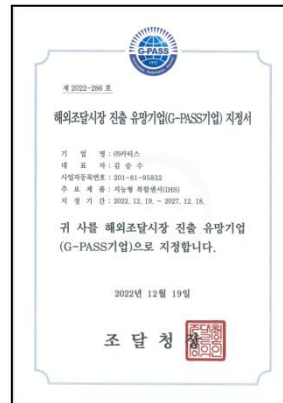 G-PASS
제 2022-286 호
해외조달시장 진출 유망기업(G-PASS기업) 지정서
기 업 명 : ㈜카티스
대 표 자 : 김 승 수
사업자등록번호 : 201-81-95832
주 요 제 품 : 지능형 복합센서(IHS)
지 정 기 간 : 2022. 12. 19. ~ 2027. 12. 18.
귀 사를 해외조달시장 진출 유망기업
(G-PASS기업)으로 지정합니다.
2022년 12월 19일
조 달 청 장